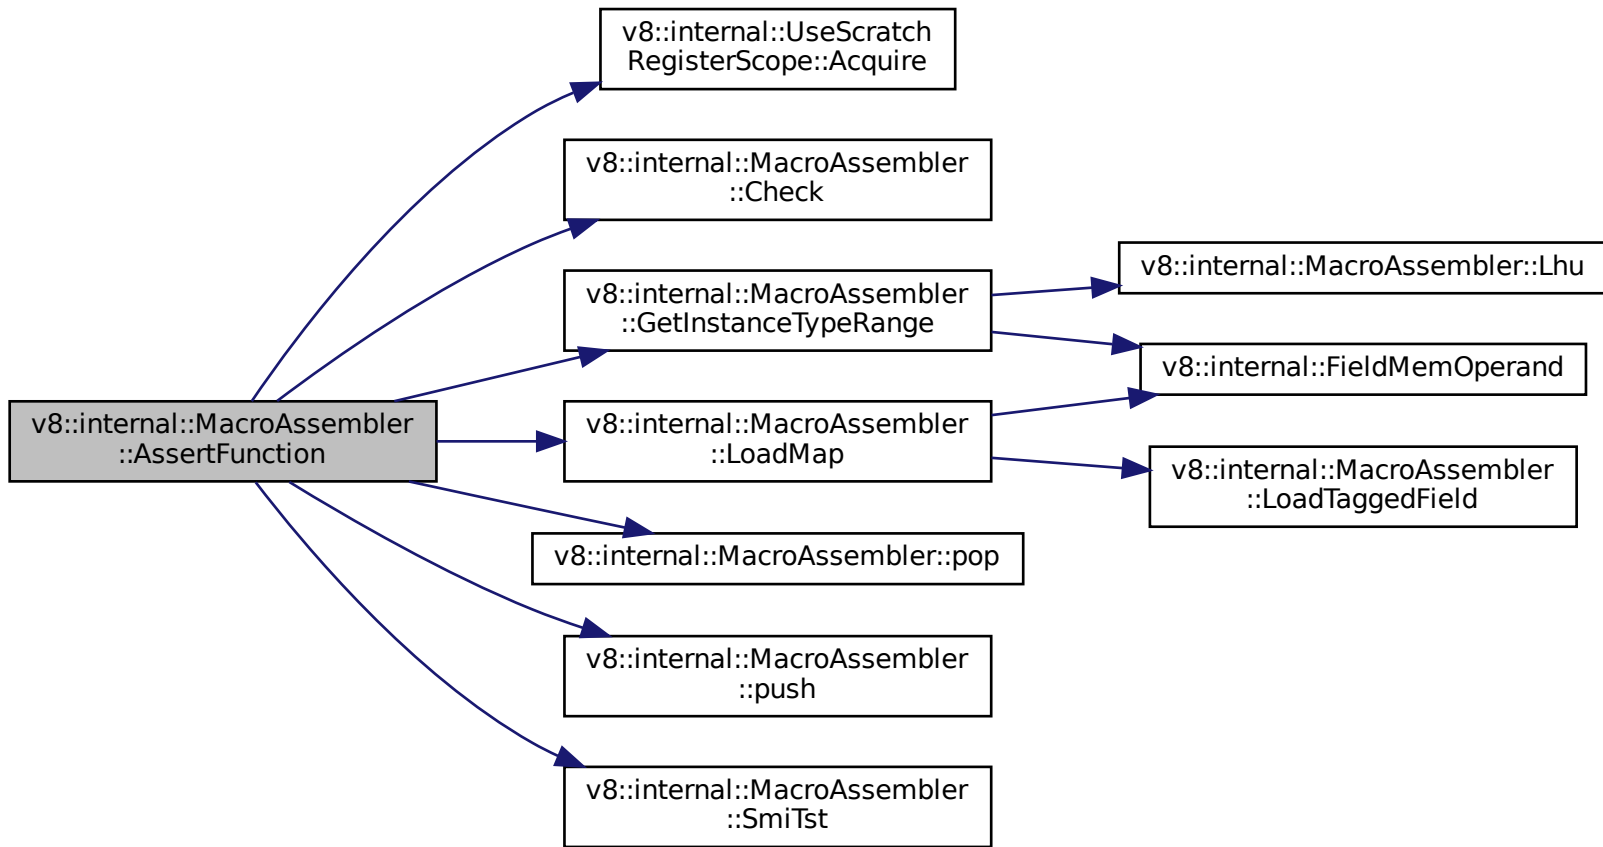 v8::internal::UseScratch
RegisterScope::Acquire
v8::internal::MacroAssembler
::Check
v8::internal::MacroAssembler
::GetInstanceTypeRange
v8::internal::MacroAssembler::Lhu
v8::internal::FieldMemOperand
v8::internal::MacroAssembler
::AssertFunction
v8::internal::MacroAssembler
::LoadMap
v8::internal::MacroAssembler
::LoadTaggedField
v8::internal::MacroAssembler::pop
v8::internal::MacroAssembler
::push
v8::internal::MacroAssembler
::SmiTst